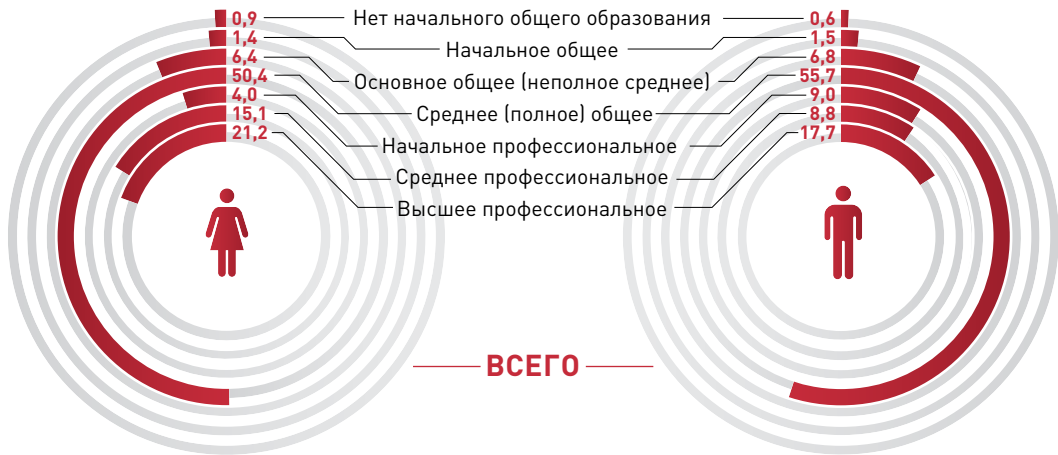 0,9 Нет начального общего образования 0,6
1,4 Начальное общее 1,5
6,4 Основное общее (неполное среднее) 6,8
50,4 Среднее (полное) общее 55,7
4,0 Начальное профессиональное 9,0
15,1 Среднее профессиональное 8,8
21,2 Высшее профессиональное 17,7
ВСЕГО